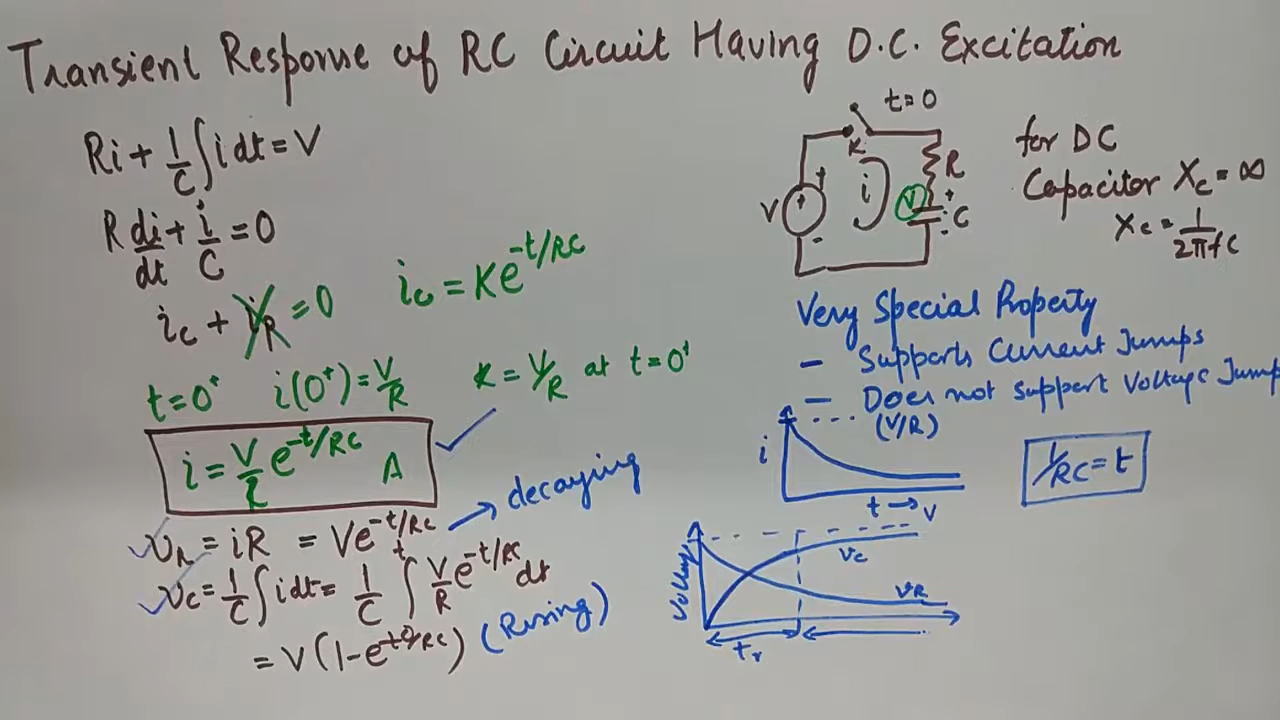 Transient Response of RC Circuit Having D.C. Excitation
Ri + 1/C ∫ i dt = V
R di/dt + i/C = 0
i_c + i_R = 0
i_c = Ke^{-t/RC}
t=0⁺ i(0⁺) = V/R
K = V/R at t=0⁺
i = V/R e^{-t/RC} A
v_R = iR = Ve^{-t/RC} → decaying
v_C = 1/C ∫ i dt = 1/C ∫ V/R e^{-t/RC} dt
= V(1-e^{-t/RC}) (Rising)
t=0
K
V
+
-
i
R
V
+
-
C
for DC
Capacitor X_c = ∞
X_c = 1/2πfC
Very Special Property
- Supports Current Jumps
- Does not support Voltage Jump
(V/R)
i
t →
1/RC = t
V
Voltage
V_C
V_R
t_r